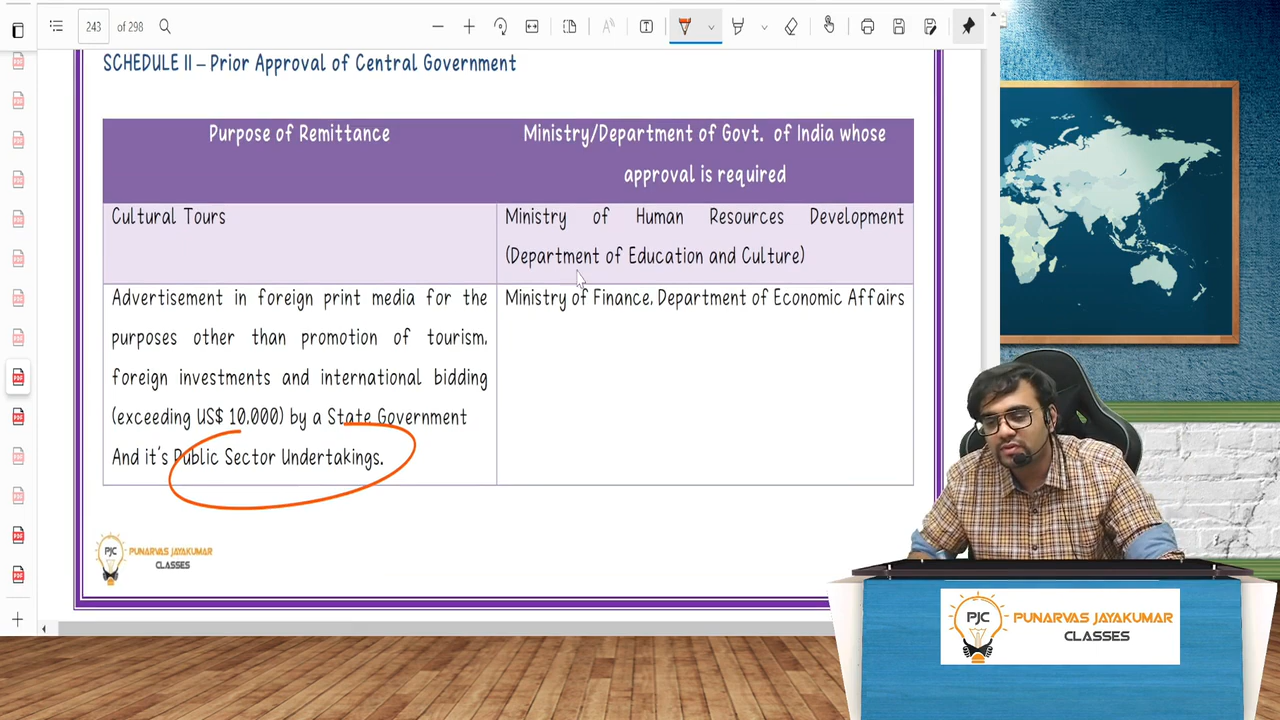 243 of 298
SCHEDULE II – Prior Approval of Central Government
Purpose of Remittance
Ministry/Department of Govt. of India whose
approval is required
Cultural Tours
Ministry of Human Resources Development
(Department of Education and Culture)
Advertisement in foreign print media for the
purposes other than promotion of tourism,
foreign investments and international bidding
(exceeding US$ 10,000) by a State Government
And it's Public Sector Undertakings.
Ministry of Finance, Department of Economic Affairs
PJC PUNARVAS JAYAKUMAR
CLASSES
PJC PUNARVAS JAYAKUMAR
CLASSES